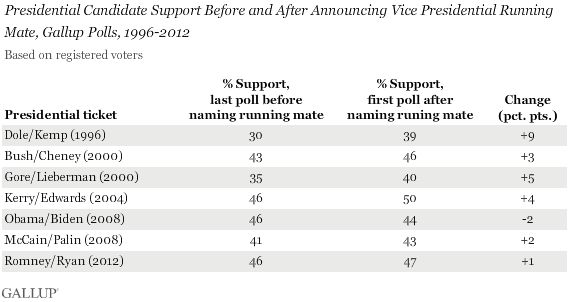 Presidential Candidate Support Before and After Announcing Vice Presidential Running
Mate, Gallup Polls, 1996-2012
Based on registered voters
Presidential ticket % Support, last poll before naming running mate % Support, first poll after naming runing mate Change (pct. pts.)
Dole/Kemp (1996) 30 39 +9
Bush/Cheney (2000) 43 46 +3
Gore/Lieberman (2000) 35 40 +5
Kerry/Edwards (2004) 46 50 +4
Obama/Biden (2008) 46 44 -2
McCain/Palin (2008) 41 43 +2
Romney/Ryan (2012) 46 47 +1
GALLUP'